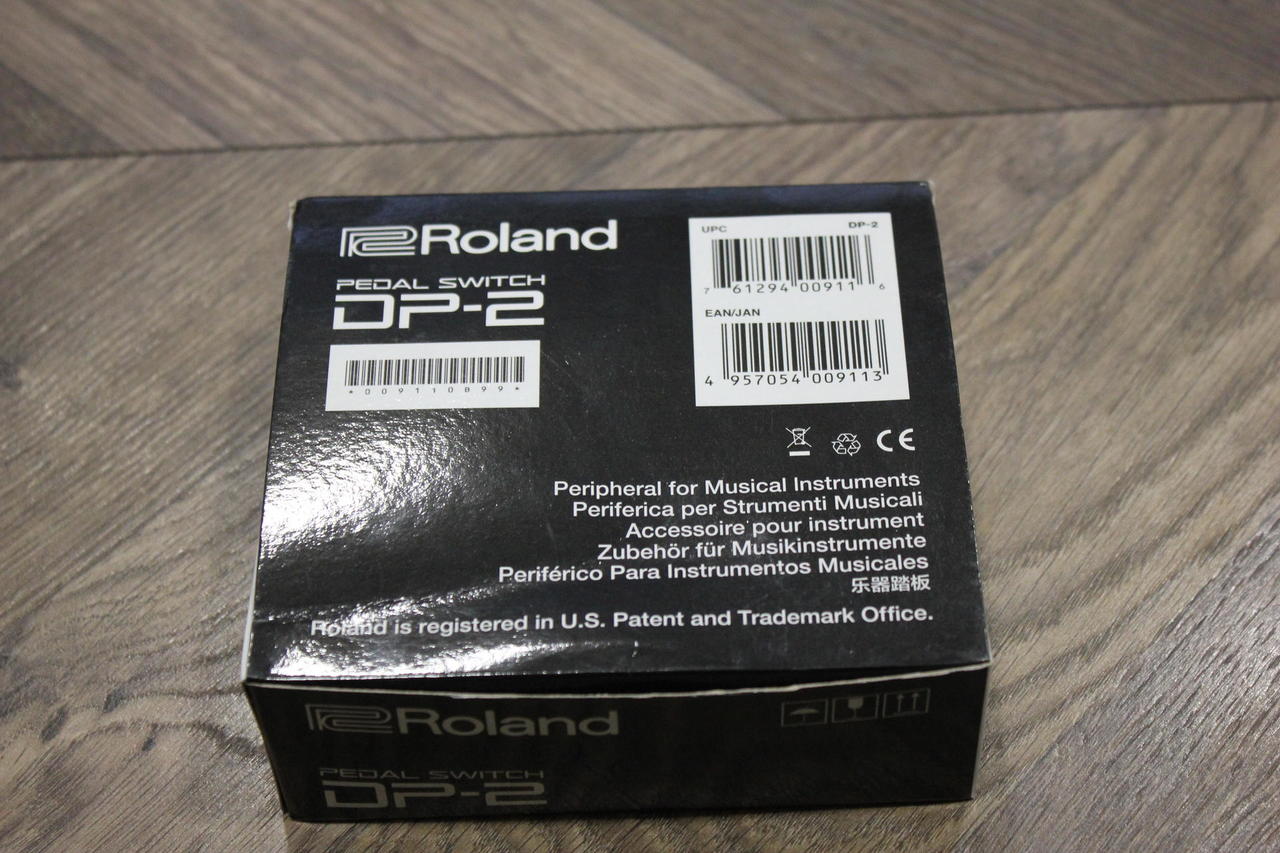 Roland
PEDAL SWITCH
DP-2
*009110899*
UPC DP-2
7 61294 00911 6
EAN/JAN
4 957054 009113
CE
Peripheral for Musical Instruments
Periferica per Strumenti Musicali
Accessoire pour instrument
Zubehör für Musikinstrumente
Periférico Para Instrumentos Musicales
乐器踏板
Roland is registered in U.S. Patent and Trademark Office.
Roland
PEDAL SWITCH
DP-2